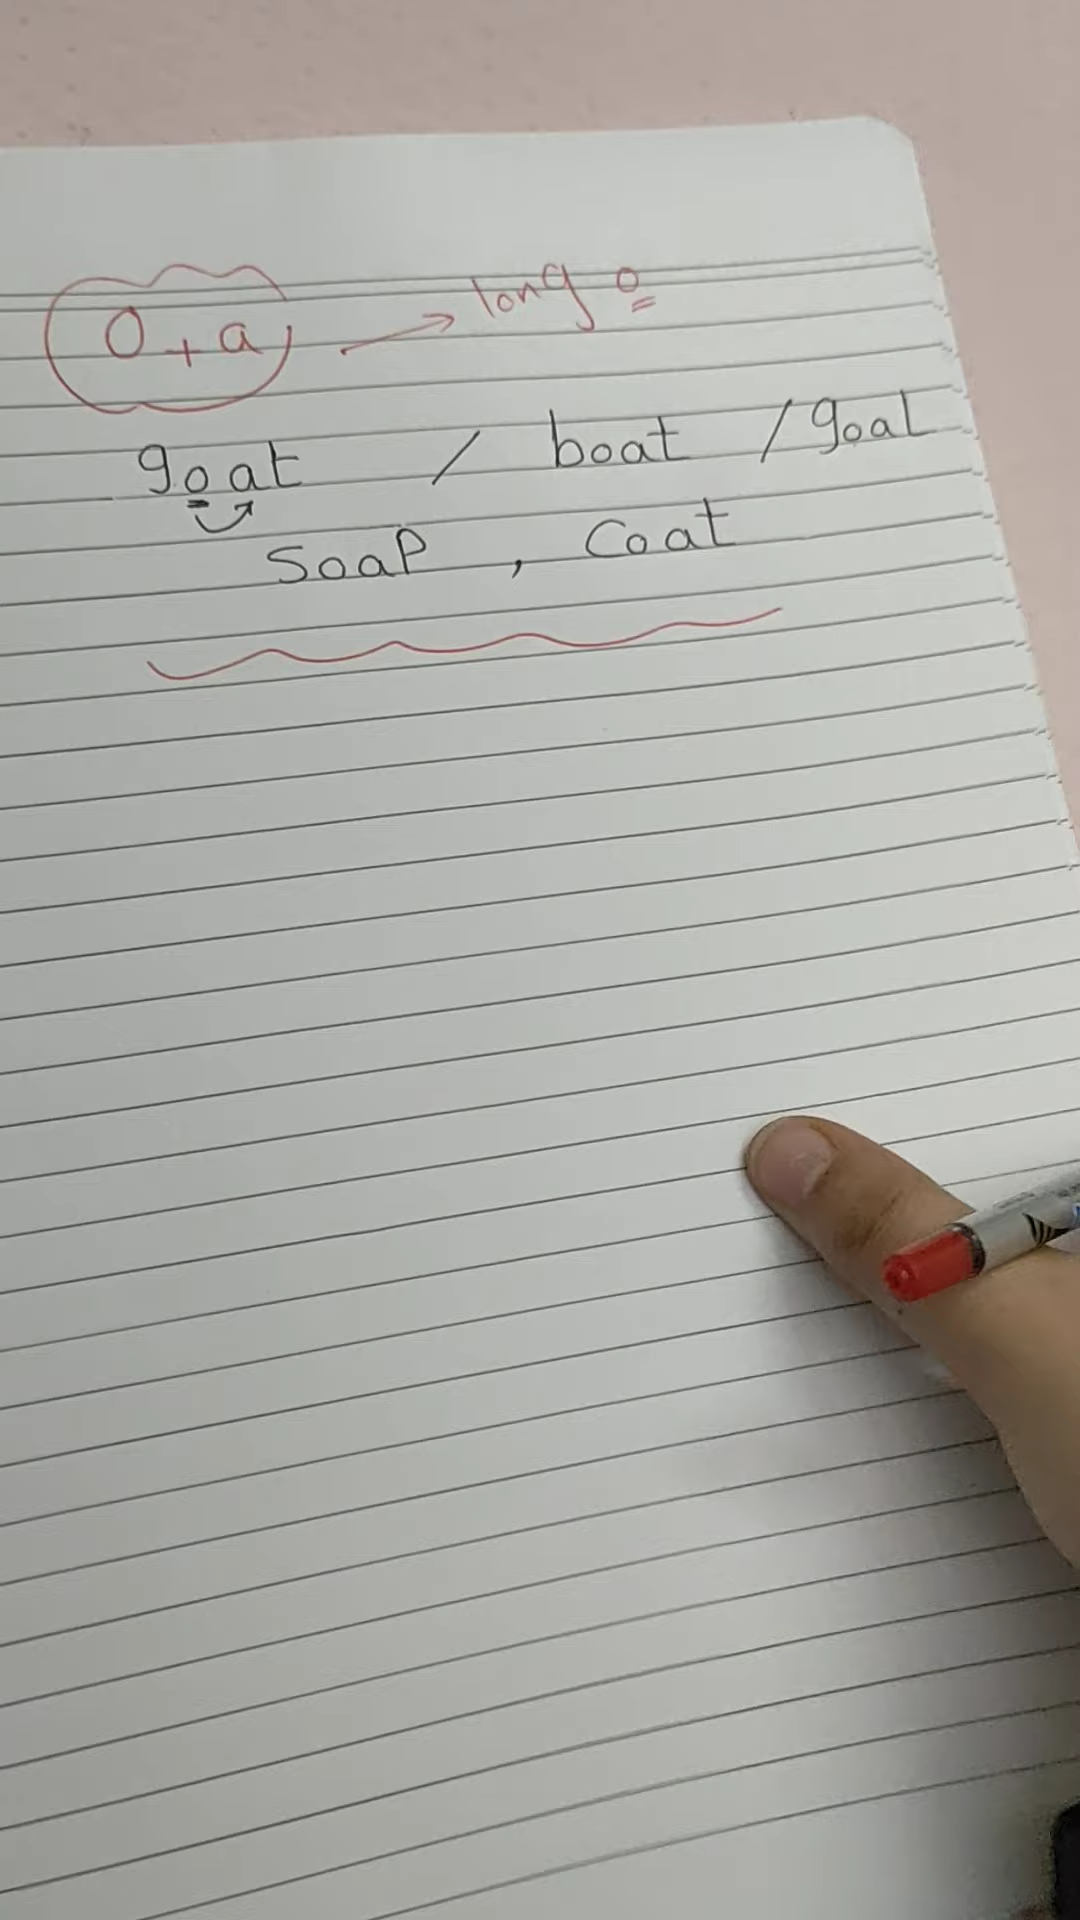 O+a → long o
goat / boat / goal
Soap , Coat